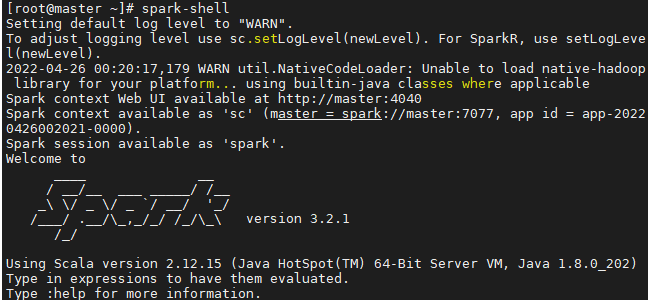 [root@master ~]# spark-shell
Setting default log level to "WARN".
To adjust logging level use sc.setLogLevel(newLevel). For SparkR, use setLogLeve
l(newLevel).
2022-04-26 00:20:17,179 WARN util.NativeCodeLoader: Unable to load native-hadoop
 library for your platform... using builtin-java classes where applicable
Spark context Web UI available at http://master:4040
Spark context available as 'sc' (master = spark://master:7077, app id = app-2022
0426002021-0000).
Spark session available as 'spark'.
Welcome to
      ____              __
     / __/__  ___ _____/ /__
    _\ \/ _ \/ _ `/ __/  '_/
   /___/ .__/\_,_/_/ /_/\_\   version 3.2.1
      /_/
Using Scala version 2.12.15 (Java HotSpot(TM) 64-Bit Server VM, Java 1.8.0_202)
Type in expressions to have them evaluated.
Type :help for more information.